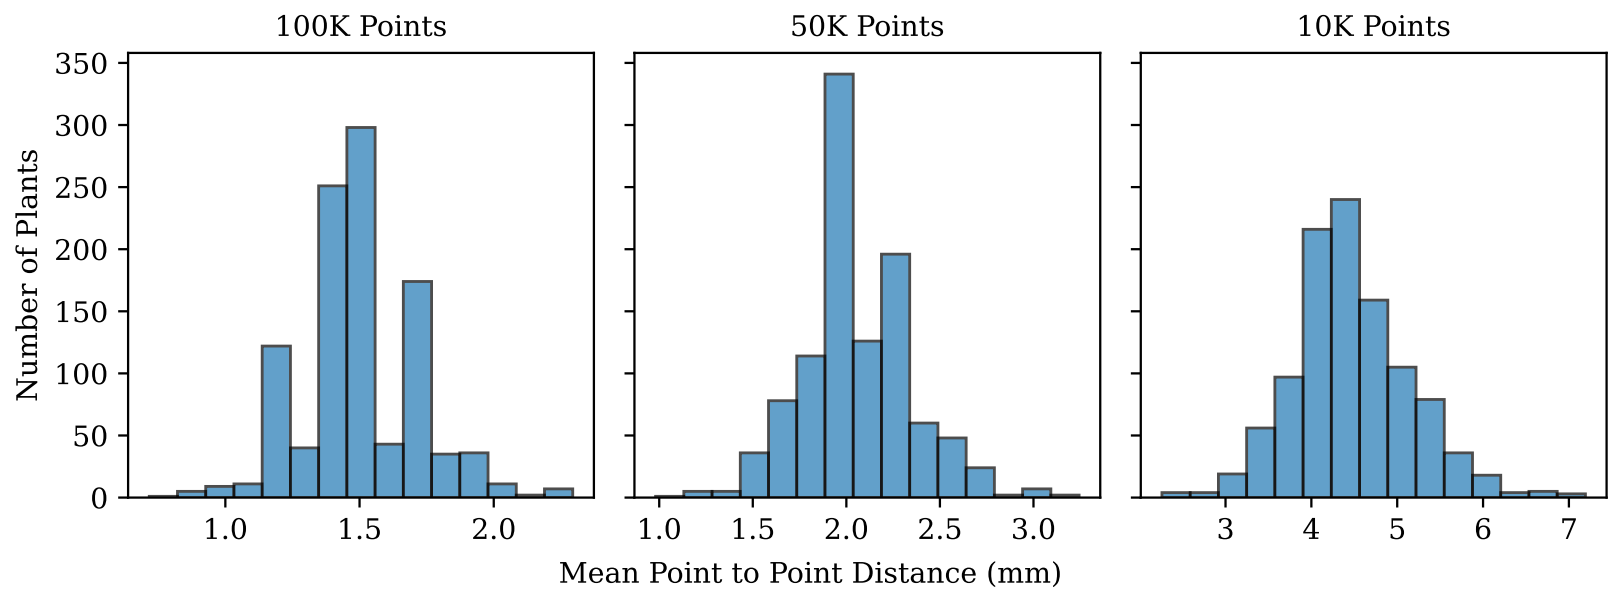 100K Points
50K Points
10K Points
Number of Plants
350
300
250
200
150
100
50
0
1.0 1.5 2.0
1.0 1.5 2.0 2.5 3.0
3 4 5 6 7
Mean Point to Point Distance (mm)